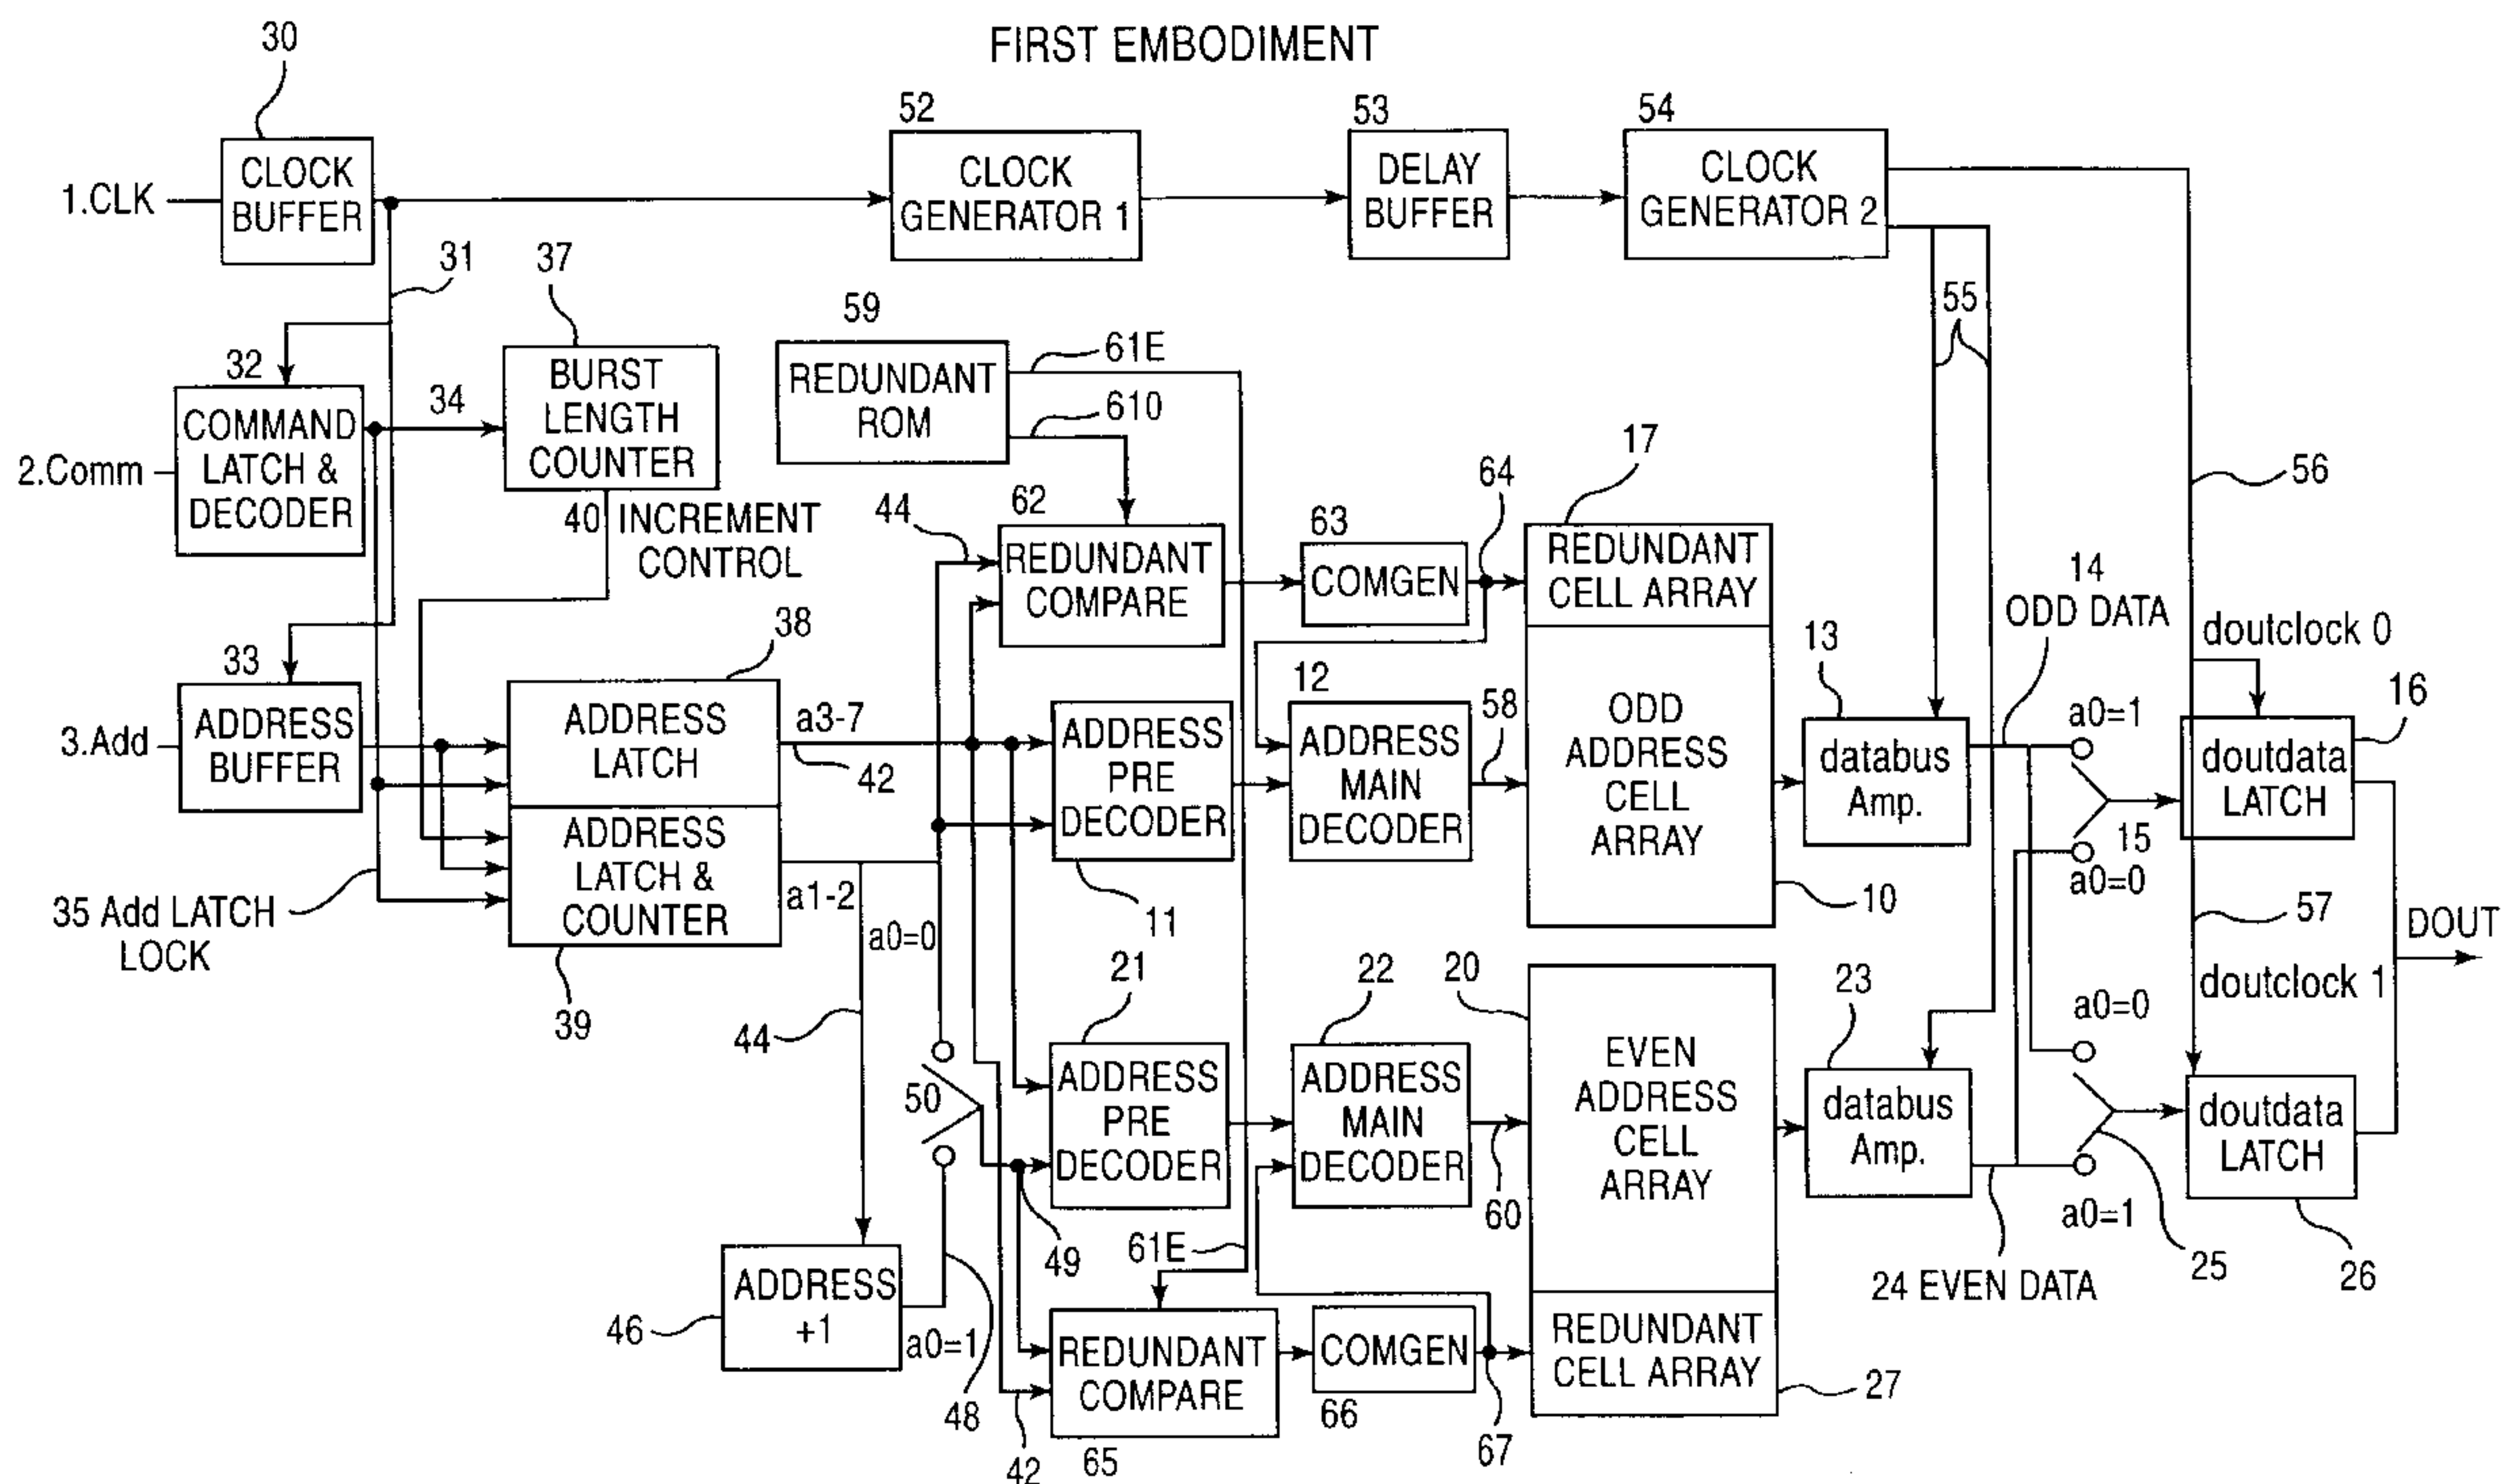 FIRST EMBODIMENT
30
52
53
54
1.CLK
CLOCK
BUFFER
CLOCK
GENERATOR 1
DELAY
BUFFER
CLOCK
GENERATOR 2
31
37
59
55
32
34
BURST
LENGTH
COUNTER
REDUNDANT
ROM
61E
610
2.Comm
COMMAND
LATCH &
DECODER
40 INCREMENT
CONTROL
44
62
REDUNDANT
COMPARE
63
COMGEN
64
17
REDUNDANT
CELL ARRAY
56
14
ODD DATA
doutclock 0
33
38
3.Add
ADDRESS
BUFFER
ADDRESS
LATCH
a3-7
42
ADDRESS
PRE
DECODER
11
12
ADDRESS
MAIN
DECODER
58
ODD
ADDRESS
CELL
ARRAY
10
13
databus
Amp.
a0=1
15
a0=0
doutdata
LATCH
16
35 Add LATCH
LOCK
ADDRESS
LATCH &
COUNTER
39
a1-2
a0=0
44
57
DOUT
doutclock 1
21
22
20
23
a0=0
50
ADDRESS
PRE
DECODER
ADDRESS
MAIN
DECODER
60
EVEN
ADDRESS
CELL
ARRAY
databus
Amp.
doutdata
LATCH
a0=1
25
26
24 EVEN DATA
49
61E
46
ADDRESS
+1
a0=1
48
42
REDUNDANT
COMPARE
65
COMGEN
66
67
REDUNDANT
CELL ARRAY
27